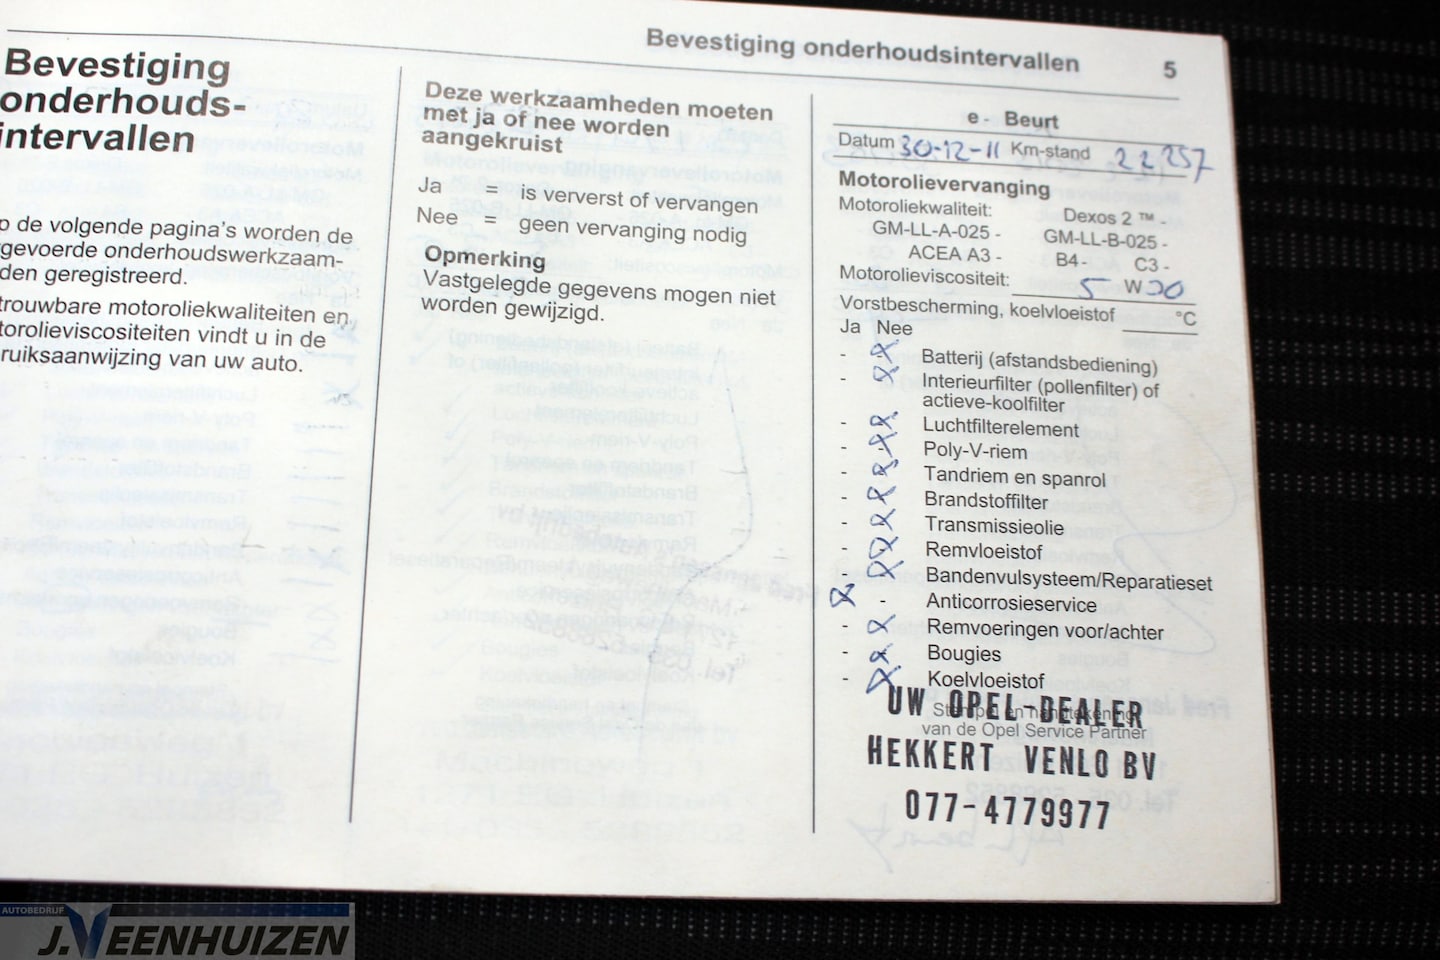 Bevestiging onderhoudsintervallen 5
Bevestiging
onderhouds-
intervallen
de volgende pagina's worden de
gevoerde onderhoudswerkzaam-
den geregistreerd.
trouwbare motoroliekwaliteiten en
torolieviscositeiten vindt u in de
ruiksaanwijzing van uw auto.
Deze werkzaamheden moeten
met ja of nee worden
aangekruist
Ja = is ververst of vervangen
Nee = geen vervanging nodig
Opmerking
Vastgelegde gegevens mogen niet
worden gewijzigd.
e - Beurt
Datum 30-12-11 Km-stand 22257
Motorolievervanging
Motoroliekwaliteit: Dexos 2 ™
GM-LL-A-025 - GM-LL-B-025 -
ACEA A3 - B4 - C3 -
Motorolieviscositeit: 5 W 30
Vorstbescherming, koelvloeistof °C
Ja Nee
- Batterij (afstandsbediening)
- Interieurfilter (pollenfilter) of
actieve-koolfilter
- Luchtfilterelement
- Poly-V-riem
- Tandriem en spanrol
- Brandstoffilter
- Transmissieolie
- Remvloeistof
- Bandenvulsysteem/Reparatieset
- Anticorrosieservice
- Remvoeringen voor/achter
- Bougies
- Koelvloeistof
UW OPEL-DEALER
Stempel en handtekening
van de Opel Service Partner
HEKKERT VENLO BV
077-4779977
AUTOBEDRIJF
J.VEENHUIZEN